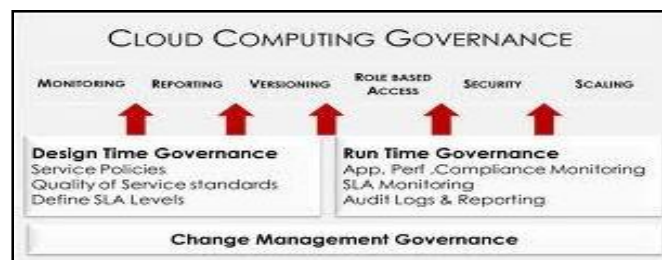 CLOUD COMPUTING GOVERNANCE
MONITORING REPORTING VERSIONING ROLE BASED ACCESS SECURITY SCALING
Design Time Governance
Service Policies
Quality of Service standards
Define SLA Levels
Run Time Governance
App. Perf .Compliance Monitoring
SLA Monitoring
Audit Logs & Reporting
Change Management Governance